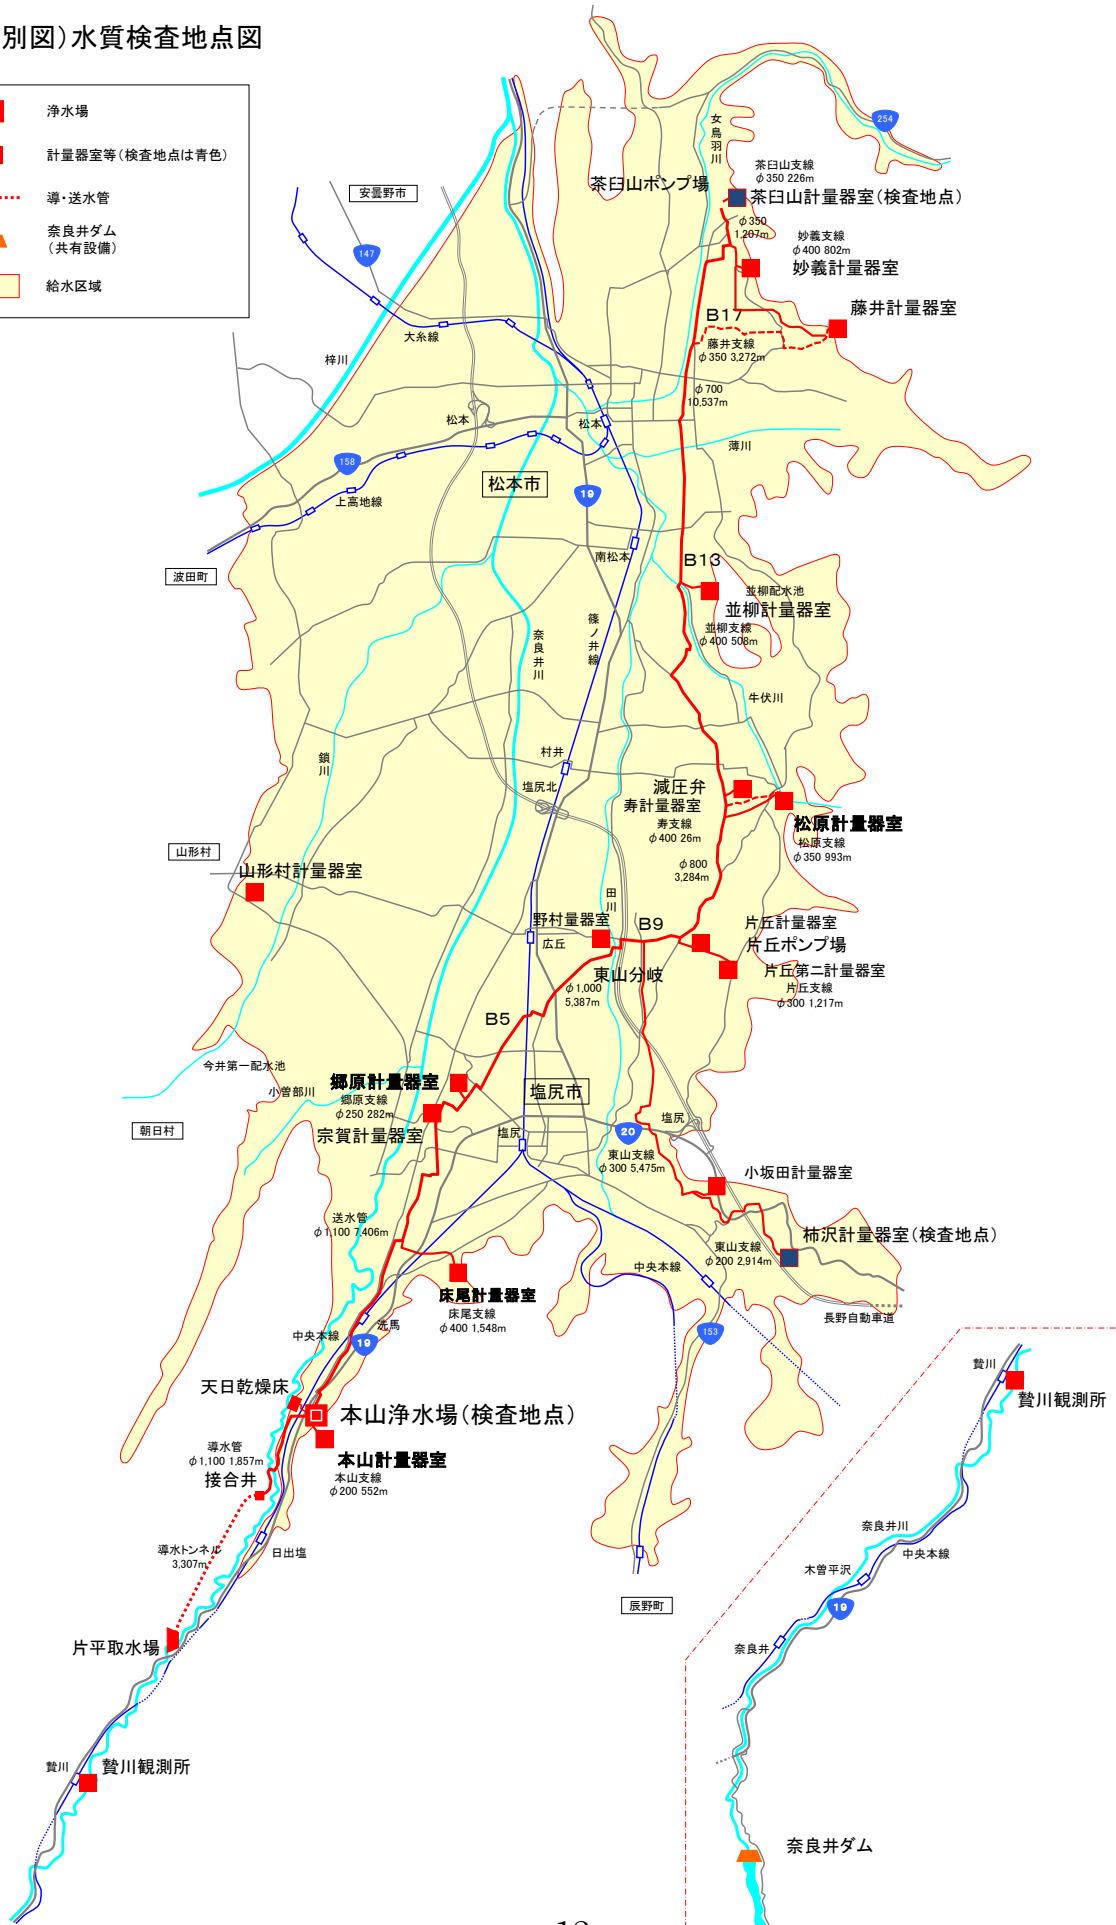 別図)水質検査地点図
浄水場
計量器室等(検査地点は青色)
導・送水管
奈良井ダム
(共有設備)
給水区域
254
女鳥羽川
茶臼山支線
φ350 226m
茶臼山ポンプ場
茶臼山計量器室(検査地点)
安曇野市
φ350
1,207m
妙義支線
φ400 802m
妙義計量器室
147
藤井計量器室
B17
大糸線
藤井支線
φ350 3,272m
梓川
φ700
10,537m
松本
松本
薄川
158
松本市
19
上高地線
南松本
B13
波田町
並柳配水池
並柳計量器室
並柳支線
φ400 508m
奈良井川
篠ノ井線
牛伏川
鎖川
村井
塩尻北
減圧弁
寿計量器室
寿支線
φ400 26m
松原計量器室
松原支線
φ350 993m
山形村
山形村計量器室
φ800
3,284m
田川
野村量器室
B9
片丘計量器室
広丘
片丘ポンプ場
東山分岐
片丘第二計量器室
片丘支線
φ300 1,217m
φ1,000
5,387m
B5
今井第一配水池
郷原計量器室
小曽部川
塩尻市
郷原支線
φ250 282m
朝日村
宗賀計量器室
塩尻
塩尻
20
東山支線
φ300 5,475m
小坂田計量器室
送水管
φ1,100 7,406m
柿沢計量器室(検査地点)
東山支線
φ200 2,914m
中央本線
床尾計量器室
床尾支線
φ400 1,548m
長野自動車道
中央本線
洗馬
19
153
贄川
天日乾燥床
贄川観測所
本山浄水場(検査地点)
導水管
φ1,100 1,857m
本山計量器室
接合井
本山支線
φ200 552m
奈良井川
導水トンネル
3,307m
日出塩
中央本線
木曽平沢
辰野町
19
片平取水場
奈良井
贄川
贄川観測所
奈良井ダム